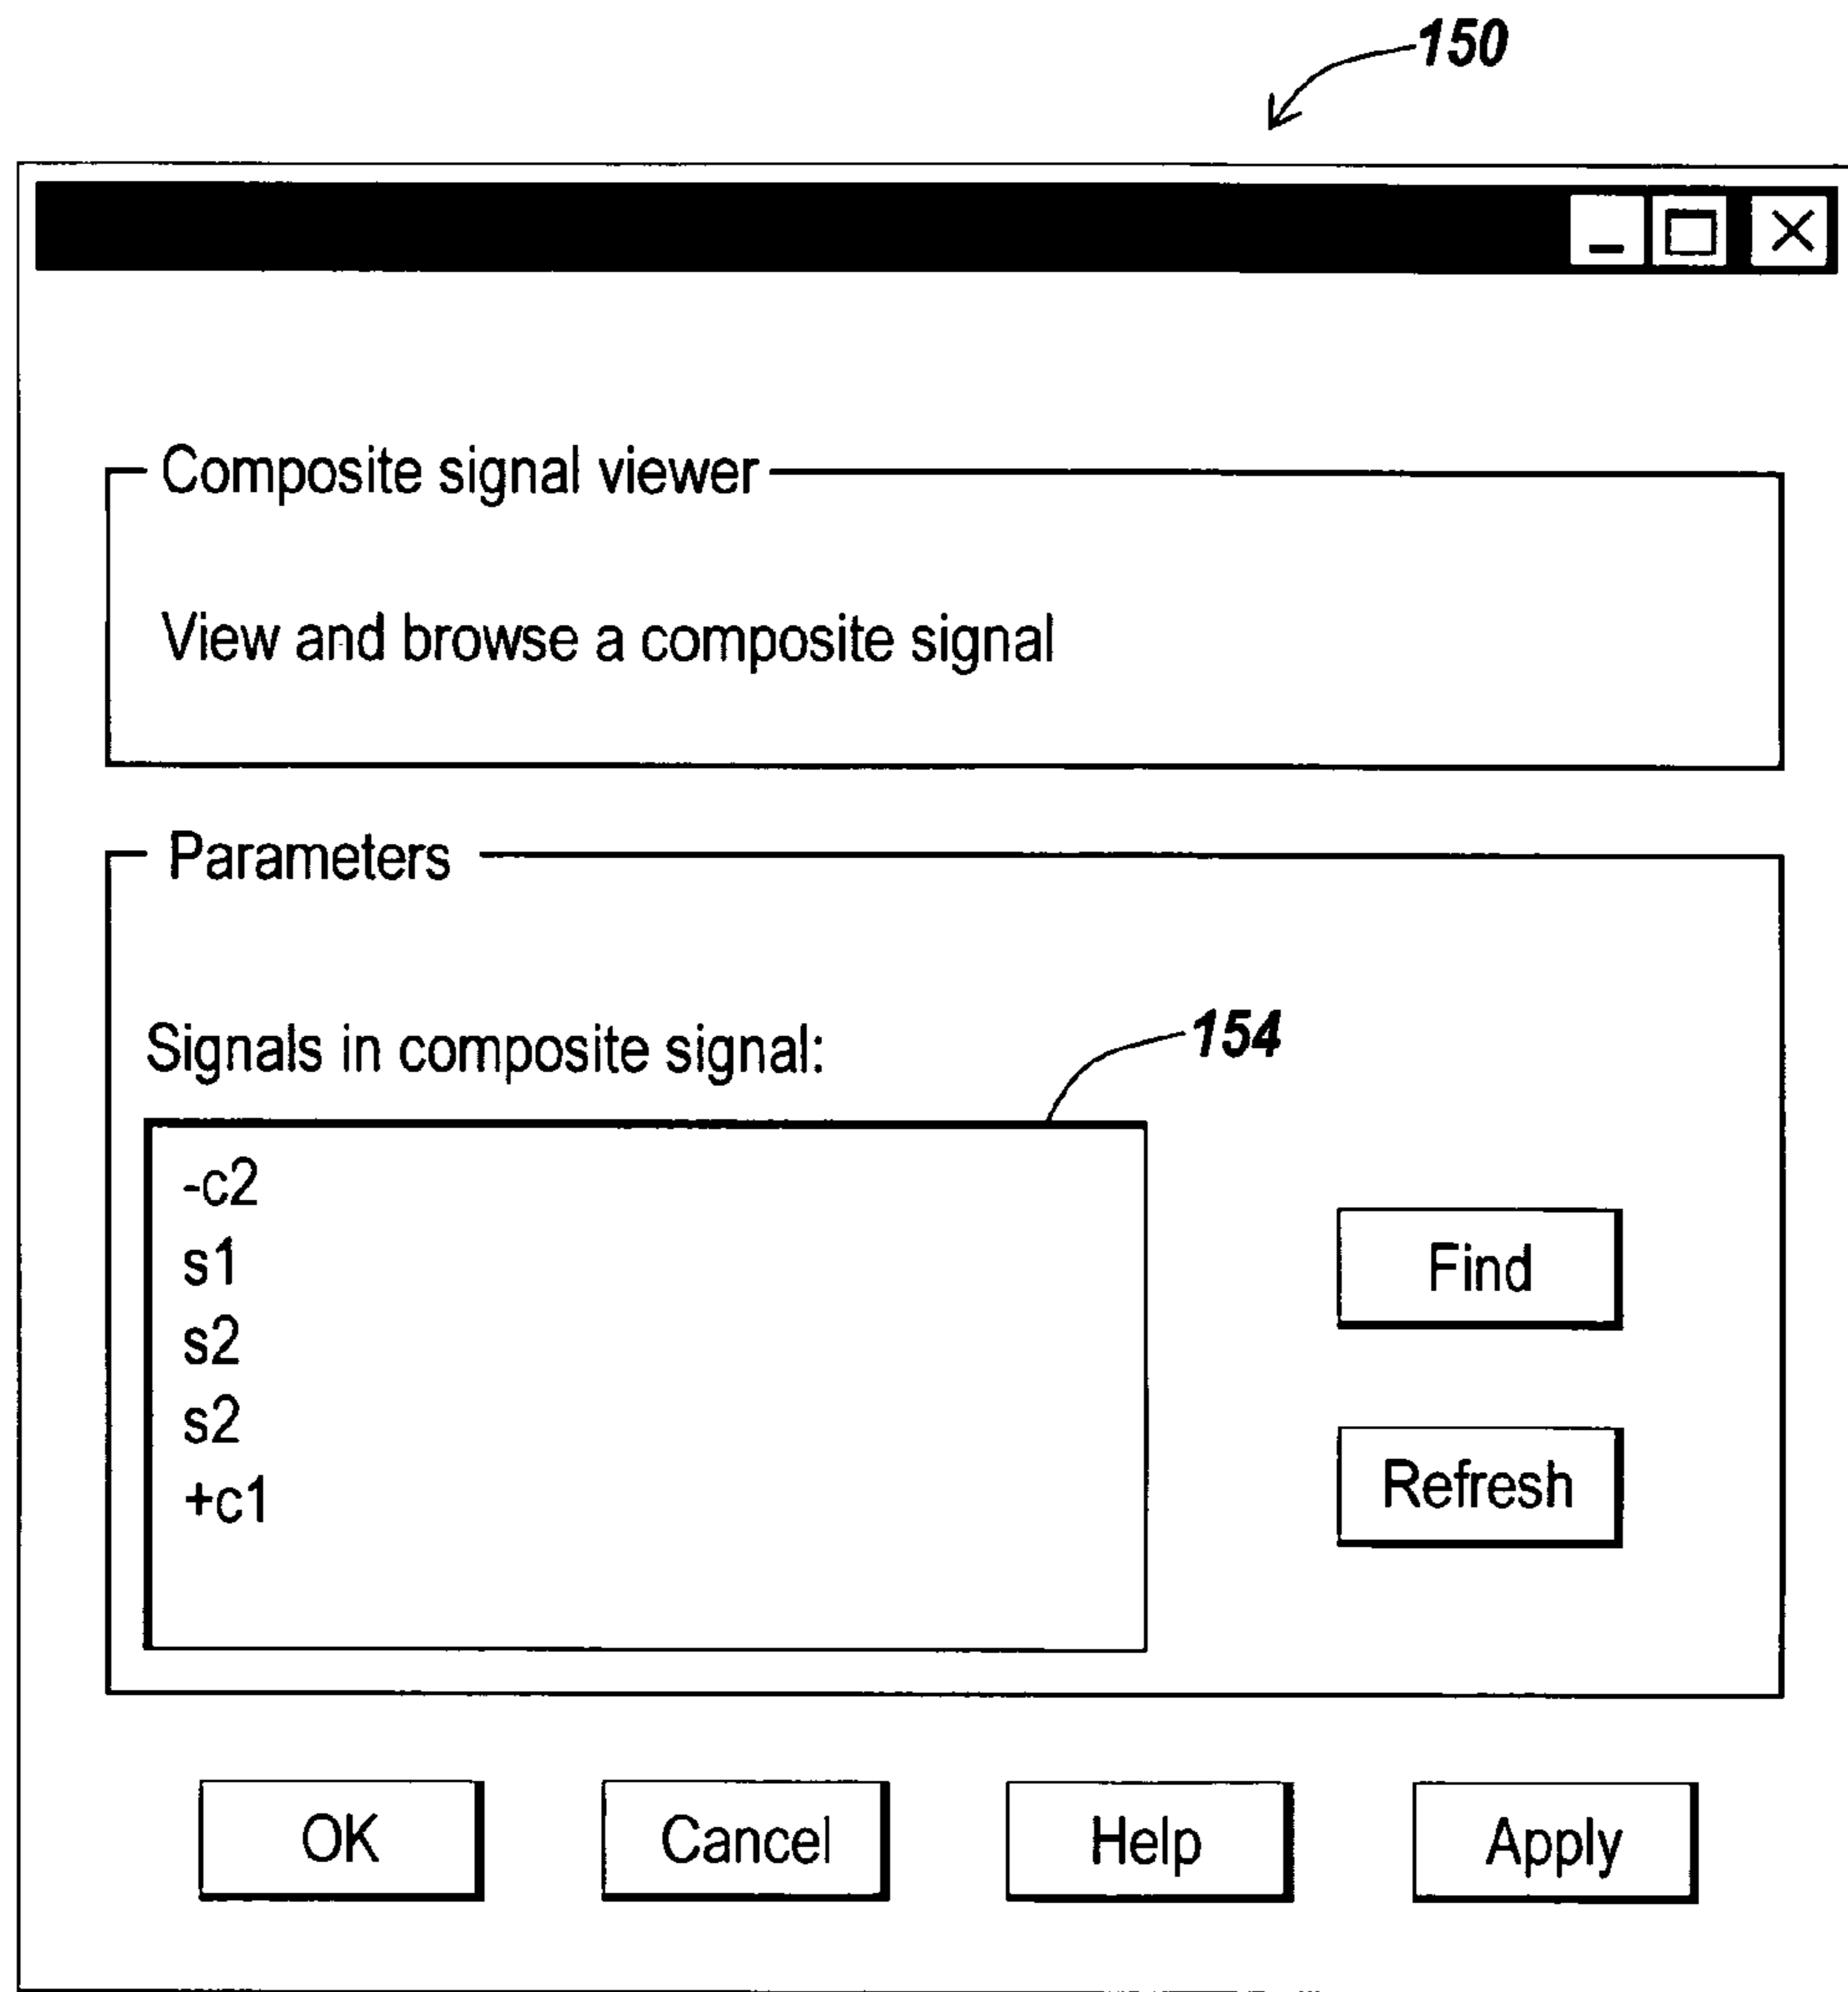 150
Composite signal viewer
View and browse a composite signal
Parameters
Signals in composite signal:
154
-c2
s1
s2
s2
+c1
Find
Refresh
OK
Cancel
Help
Apply